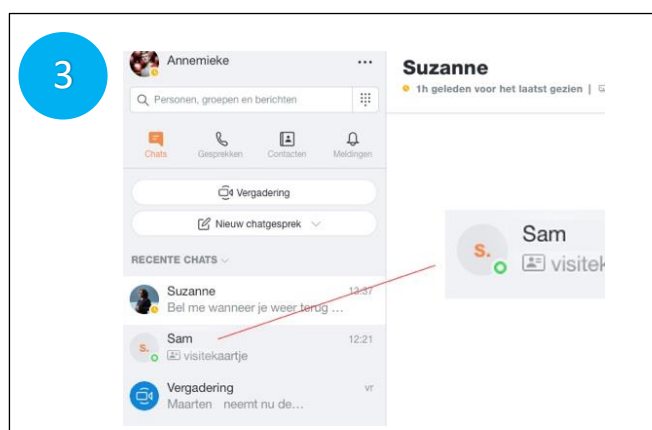 3
Annemieke
Suzanne
1h geleden voor het laatst gezien |
Personen, groepen en berichten
Chats
Gesprekken
Contacten
Meldingen
Vergadering
Nieuw chatgesprek
RECENTE CHATS
Suzanne 13:37
Bel me wanneer je weer terug ...
Sam 12:21
s. visitekaartje
Vergadering vr
Maarten neemt nu de...
Sam
s. visitek